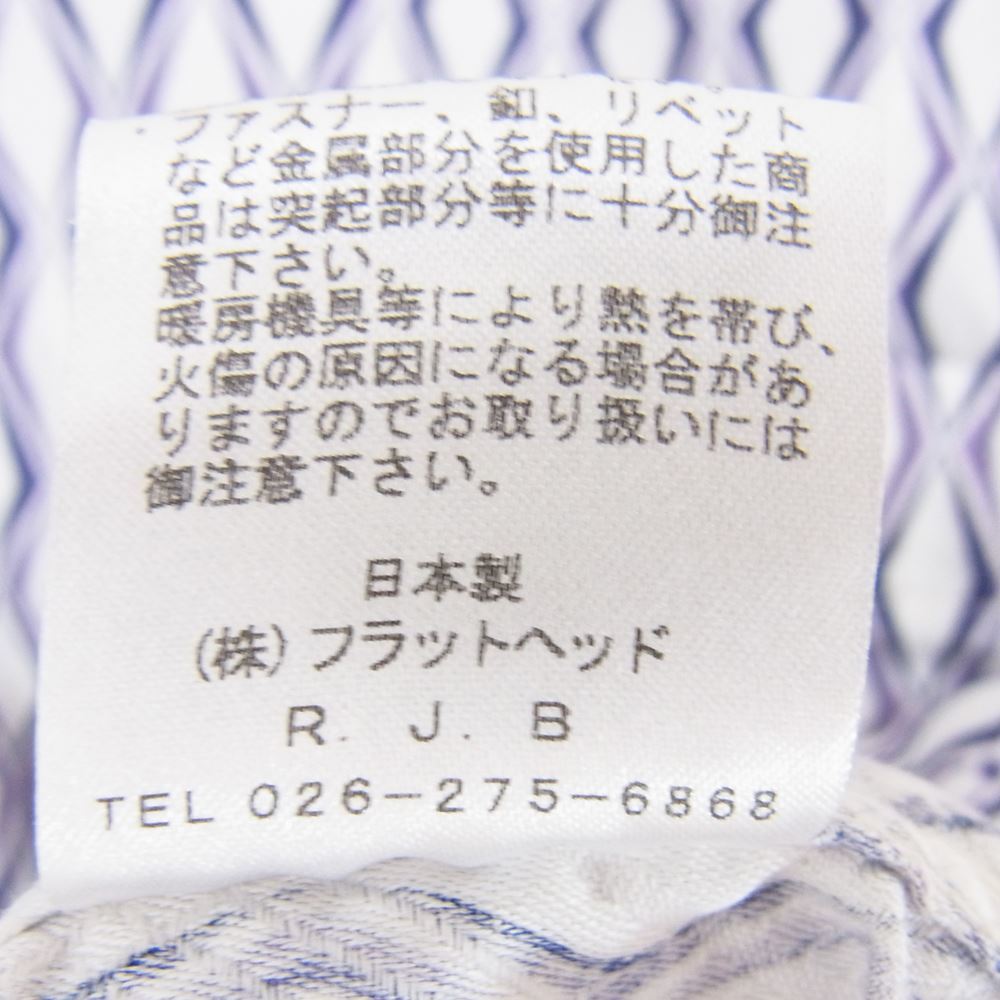 ・ファスナー、釦、リベット
など金属部分を使用した商
品は突起部分等に十分御注
意下さい。
暖房機具等により熱を帯び、
火傷の原因になる場合があ
りますのでお取り扱いには
御注意下さい。
日本製
(株)フラットヘッド
R. J. B
TEL 026-275-6868